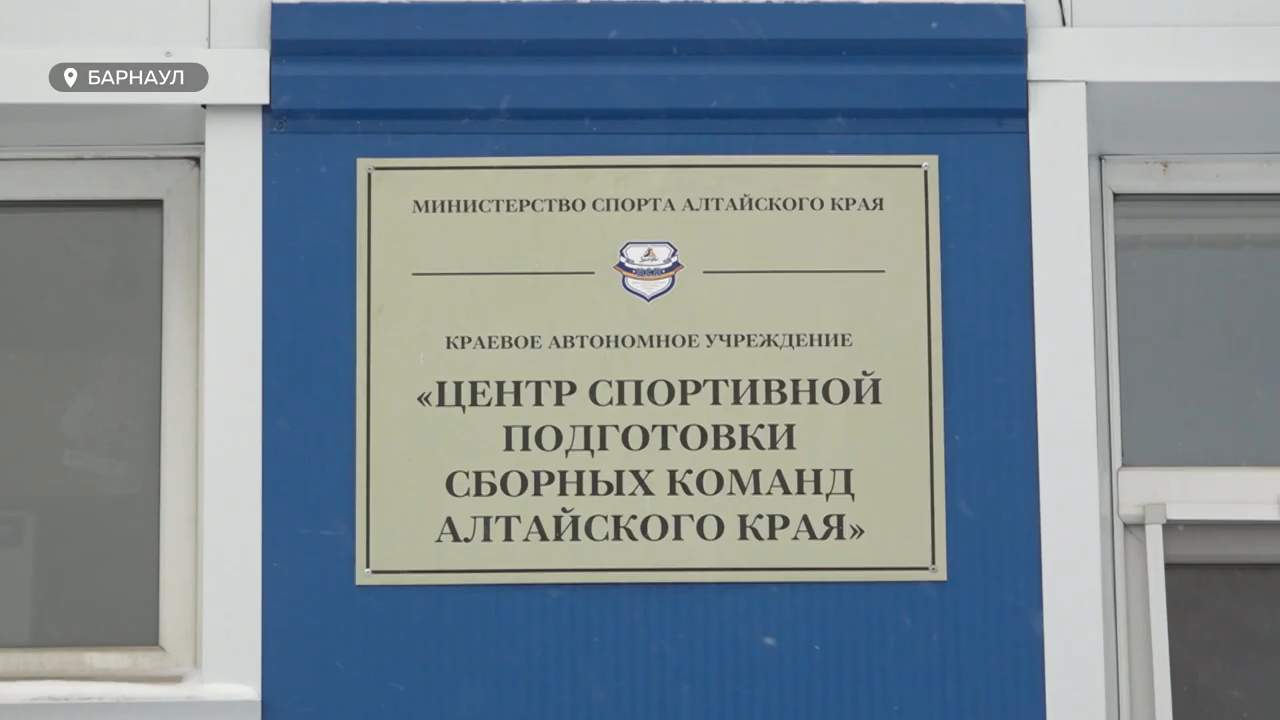 БАРНАУЛ
МИНИСТЕРСТВО СПОРТА АЛТАЙСКОГО КРАЯ
КРАЕВОЕ АВТОНОМНОЕ УЧРЕЖДЕНИЕ
«ЦЕНТР СПОРТИВНОЙ
ПОДГОТОВКИ
СБОРНЫХ КОМАНД
АЛТАЙСКОГО КРАЯ»